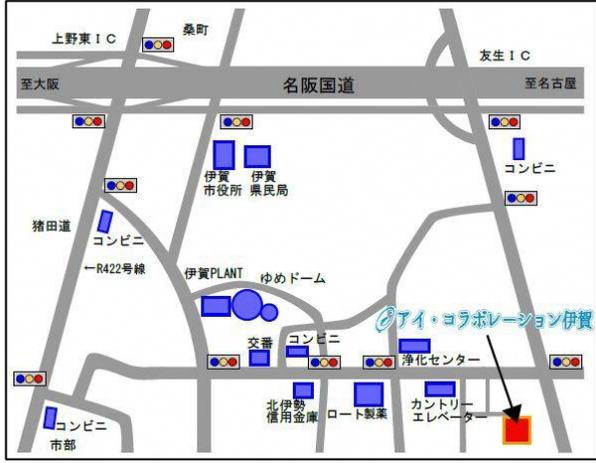 上野東ＩＣ
桑町
友生ＩＣ
至大阪
名阪国道
至名古屋
伊賀
市役所
伊賀
県民局
コンビニ
猪田道
コンビニ
←R422号線
伊賀PLANT
ゆめドーム
アイ・コラボレーション伊賀
交番
コンビニ
浄化センター
北伊勢
信用金庫
ロート製薬
カントリー
エレベーター
コンビニ
市部